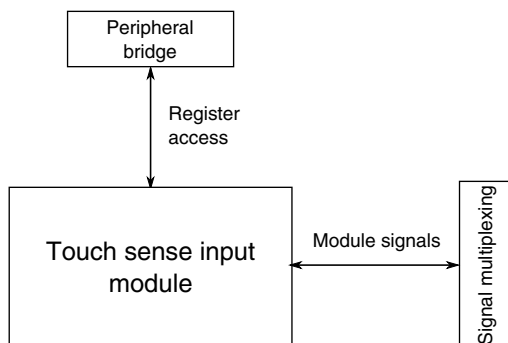 Peripheral
bridge
Register
access
Touch sense input
module
Module signals
Signal multiplexing